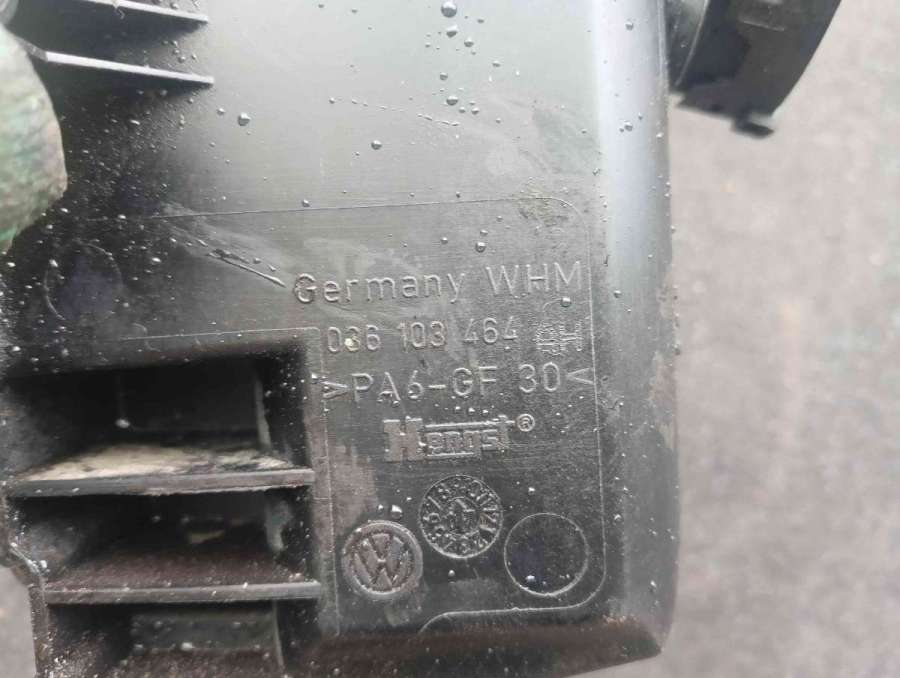 Germany WHM
036 103 464
>PA6-GF 30<
Hengst®